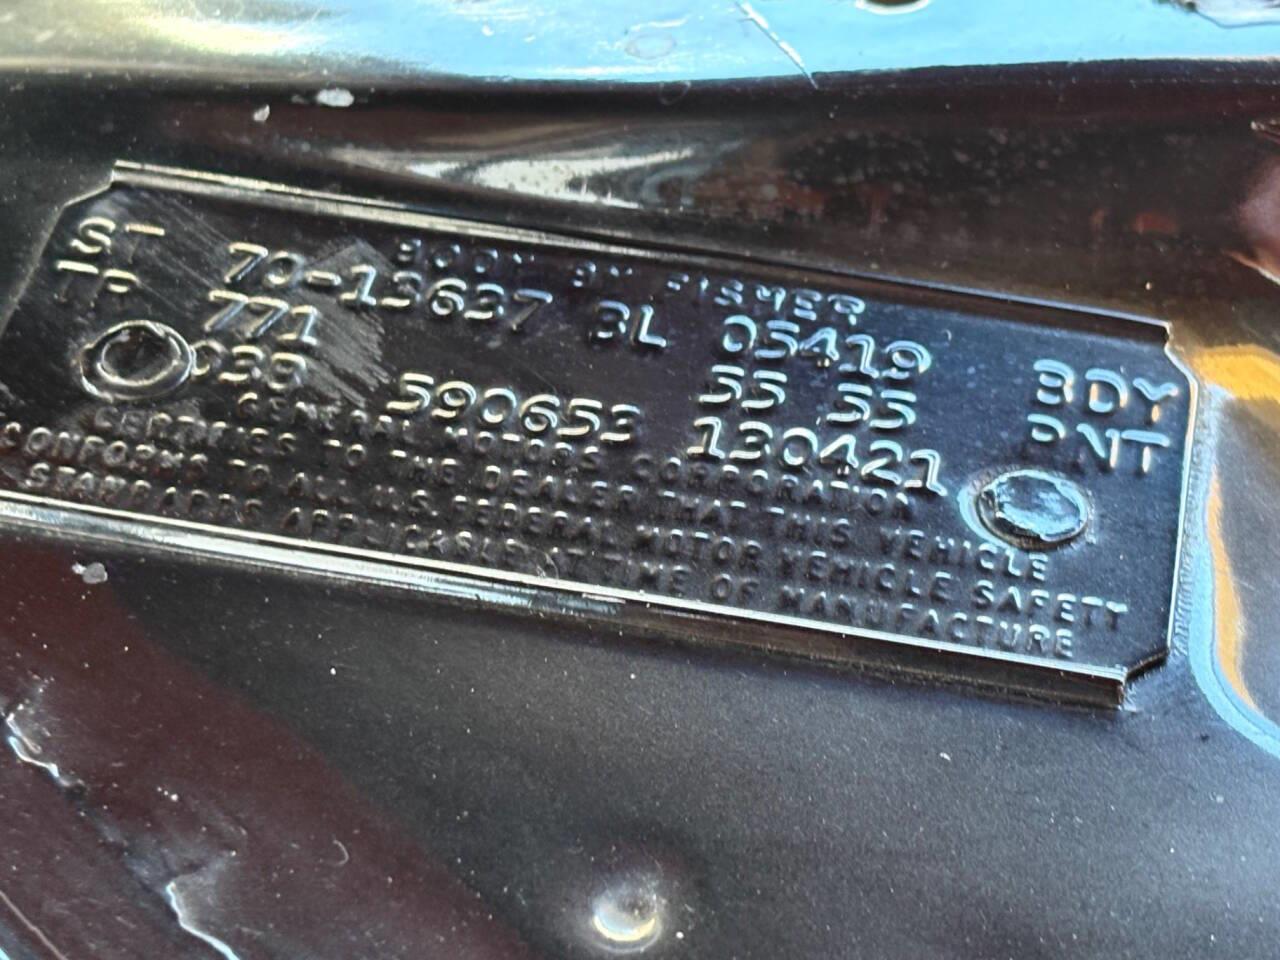 BODY BY FISHER
ST 70-13637 BL 05419 BDY
TR 771 55 55 PNT
03B 590653 130421
GENERAL MOTORS CORPORATION
CERTIFIES TO THE DEALER THAT THIS VEHICLE
CONFORMS TO ALL U.S. FEDERAL MOTOR VEHICLE SAFETY
STANDARDS APPLICABLE AT TIME OF MANUFACTURE